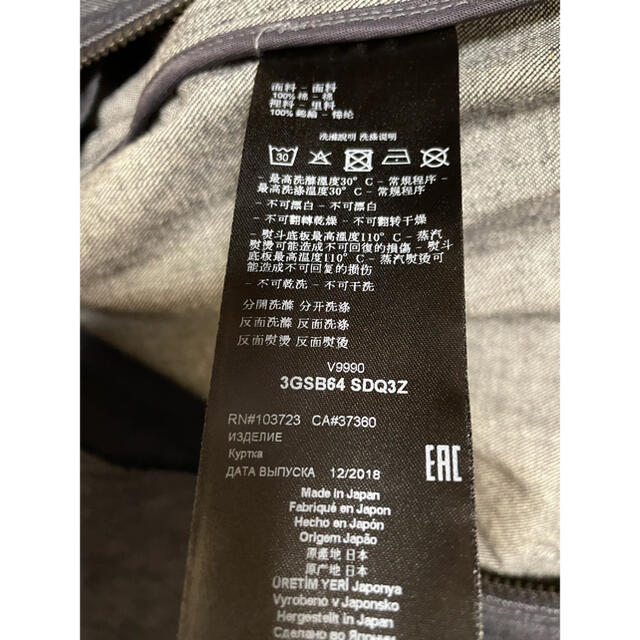 面料 - 面料
100% 棉 - 棉
裡料 - 里料
100% 錦綸 - 锦纶
洗滌說明 洗涤说明
30
- 最高洗滌溫度30° C - 常規程序 -
最高洗涤温度30° C - 常规程序
- 不可漂白 - 不可漂白
- 不可翻轉乾燥 - 不可翻转干燥
- 熨斗底板最高溫度110° C - 蒸汽
熨燙可能造成不可回復的損傷 - 熨斗
底板最高温度110° C - 蒸汽熨烫可
能造成不可回复的损伤
- 不可乾洗 - 不可干洗
分開洗滌 分开洗涤
反面洗滌 反面洗涤
反面熨燙 反面熨烫
V9990
3GSB64 SDQ3Z
RN#103723 CA#37360
ИЗДЕЛИЕ
Куртка
ДАТА ВЫПУСКА 12/2018
EAC
Made in Japan
Fabriqué en Japon
Hecho en Japón
Origem Japão
原產地 日本
原产地 日本
ÜRETİM YERİ Japonya
Vyrobeno v Japonsko
Hergestellt in Japan
Сделано во Японии